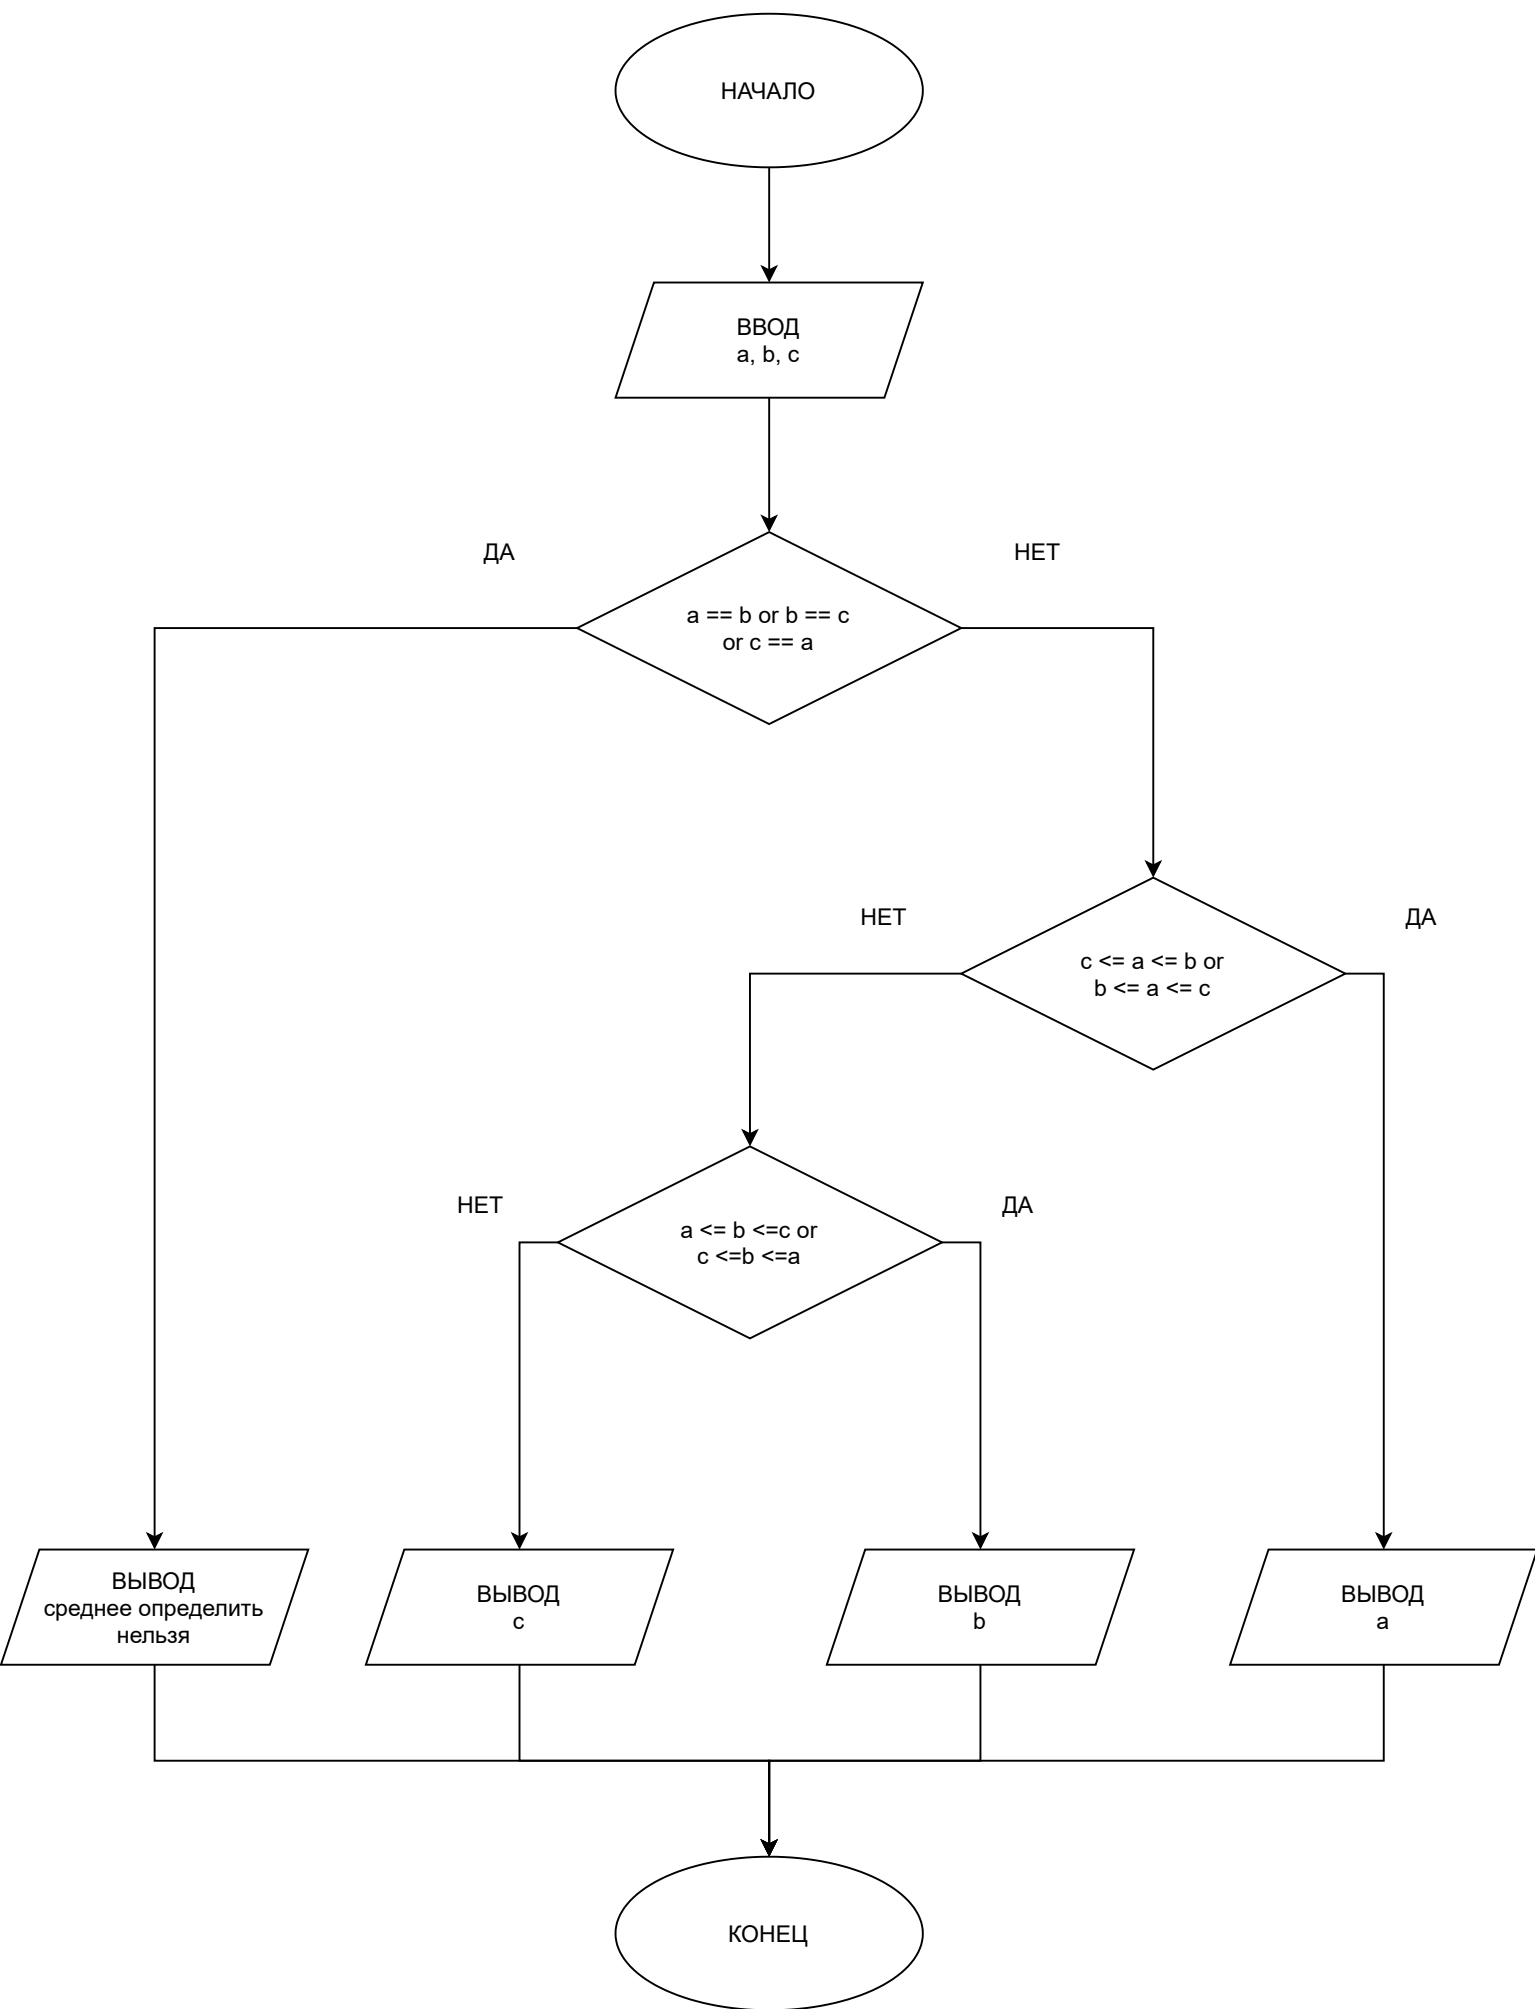 НАЧАЛО
ВВОД
a, b, c
ДА
НЕТ
a == b or b == c
or c == a
НЕТ
ДА
c <= a <= b or
b <= a <= c
НЕТ
ДА
a <= b <=c or
c <=b <=a
ВЫВОД
среднее определить
нельзя
ВЫВОД
c
ВЫВОД
b
ВЫВОД
a
КОНЕЦ